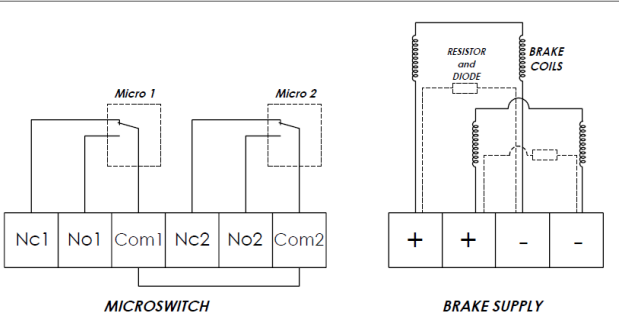 RESISTOR
and
DIODE
BRAKE
COILS
Micro 1
Micro 2
Nc1 No1 Com1 Nc2 No2 Com2
+ + - -
MICROSWITCH
BRAKE SUPPLY